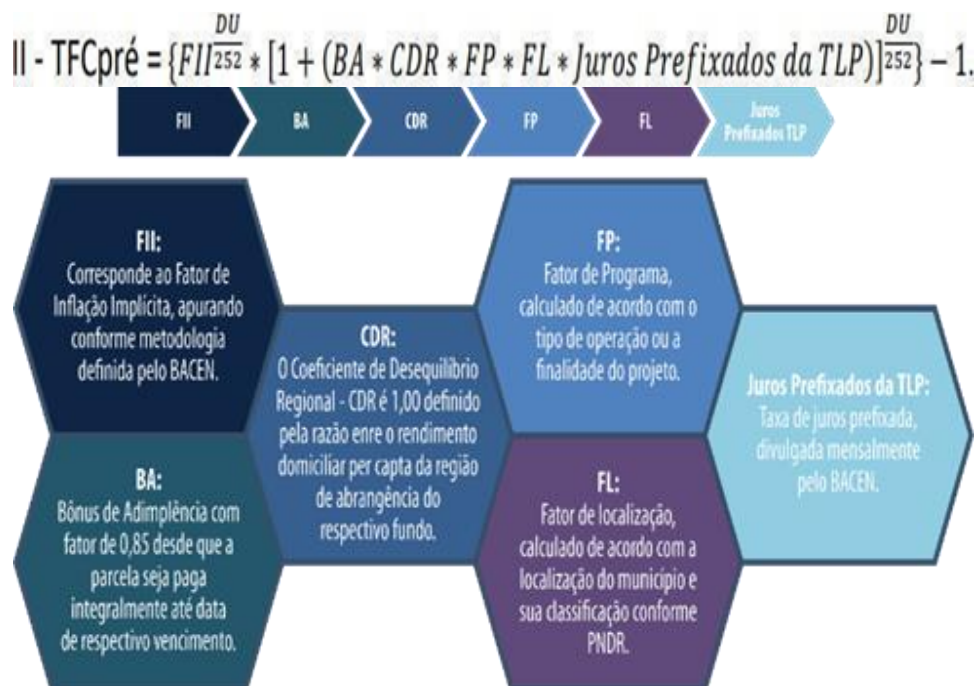 II - TFCpré = {FII^(DU/252) * [1 + (BA * CDR * FP * FL * Juros Prefixados da TLP)]^(DU/252)} − 1.
FII
BA
CDR
FP
FL
Juros
Prefixados TLP
FII:
Corresponde ao Fator de
Inflação Implícita, apurando
conforme metodologia
definida pelo BACEN.
BA:
Bônus de Adimplência com
fator de 0,85 desde que a
parcela seja paga
integralmente até data
de respectivo vencimento.
CDR:
O Coeficiente de Desequilíbrio
Regional - CDR é 1,00 definido
pela razão enre o rendimento
domiciliar per capta da região
de abrangência do
respectivo fundo.
FP:
Fator de Programa,
calculado de acordo com o
tipo de operação ou a
finalidade do projeto.
FL:
Fator de localização,
calculado de acordo com a
localização do município e
sua classificação conforme
PNDR.
Juros Prefixados da TLP:
Taxa de juros prefixada,
divulgada mensalmente
pelo BACEN.